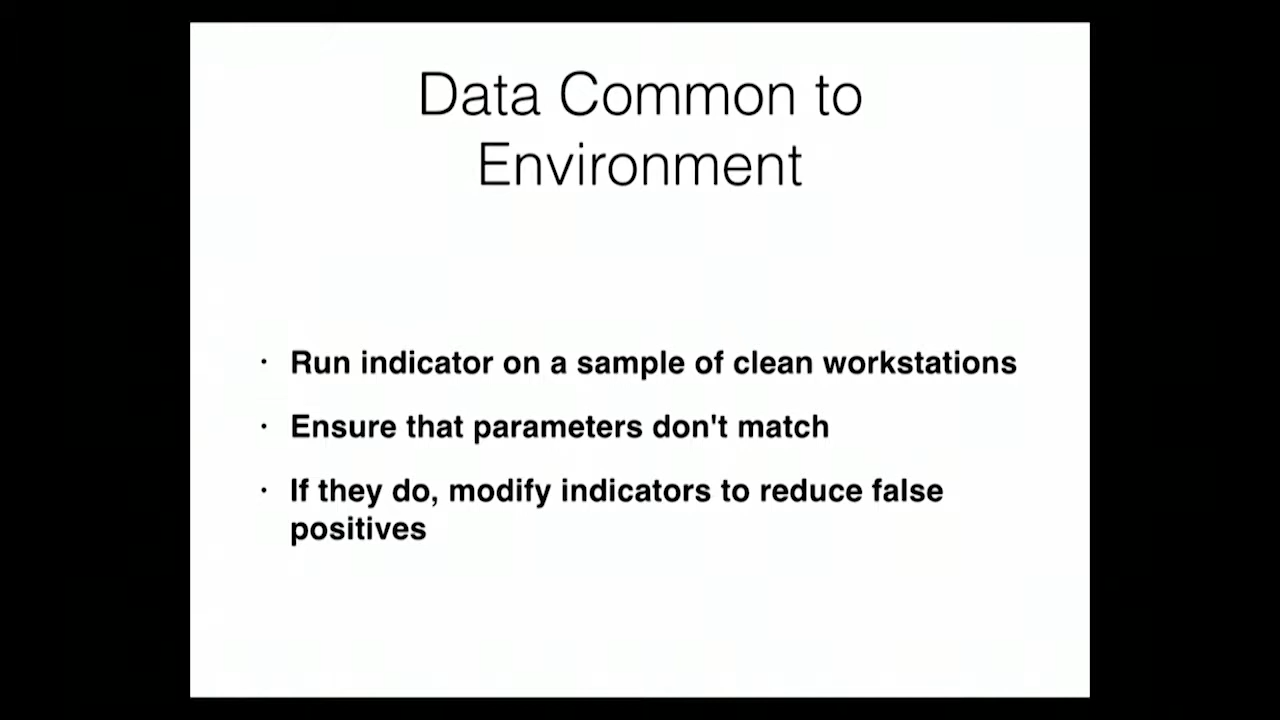 Data Common to
Environment
· Run indicator on a sample of clean workstations
· Ensure that parameters don't match
· If they do, modify indicators to reduce false
positives